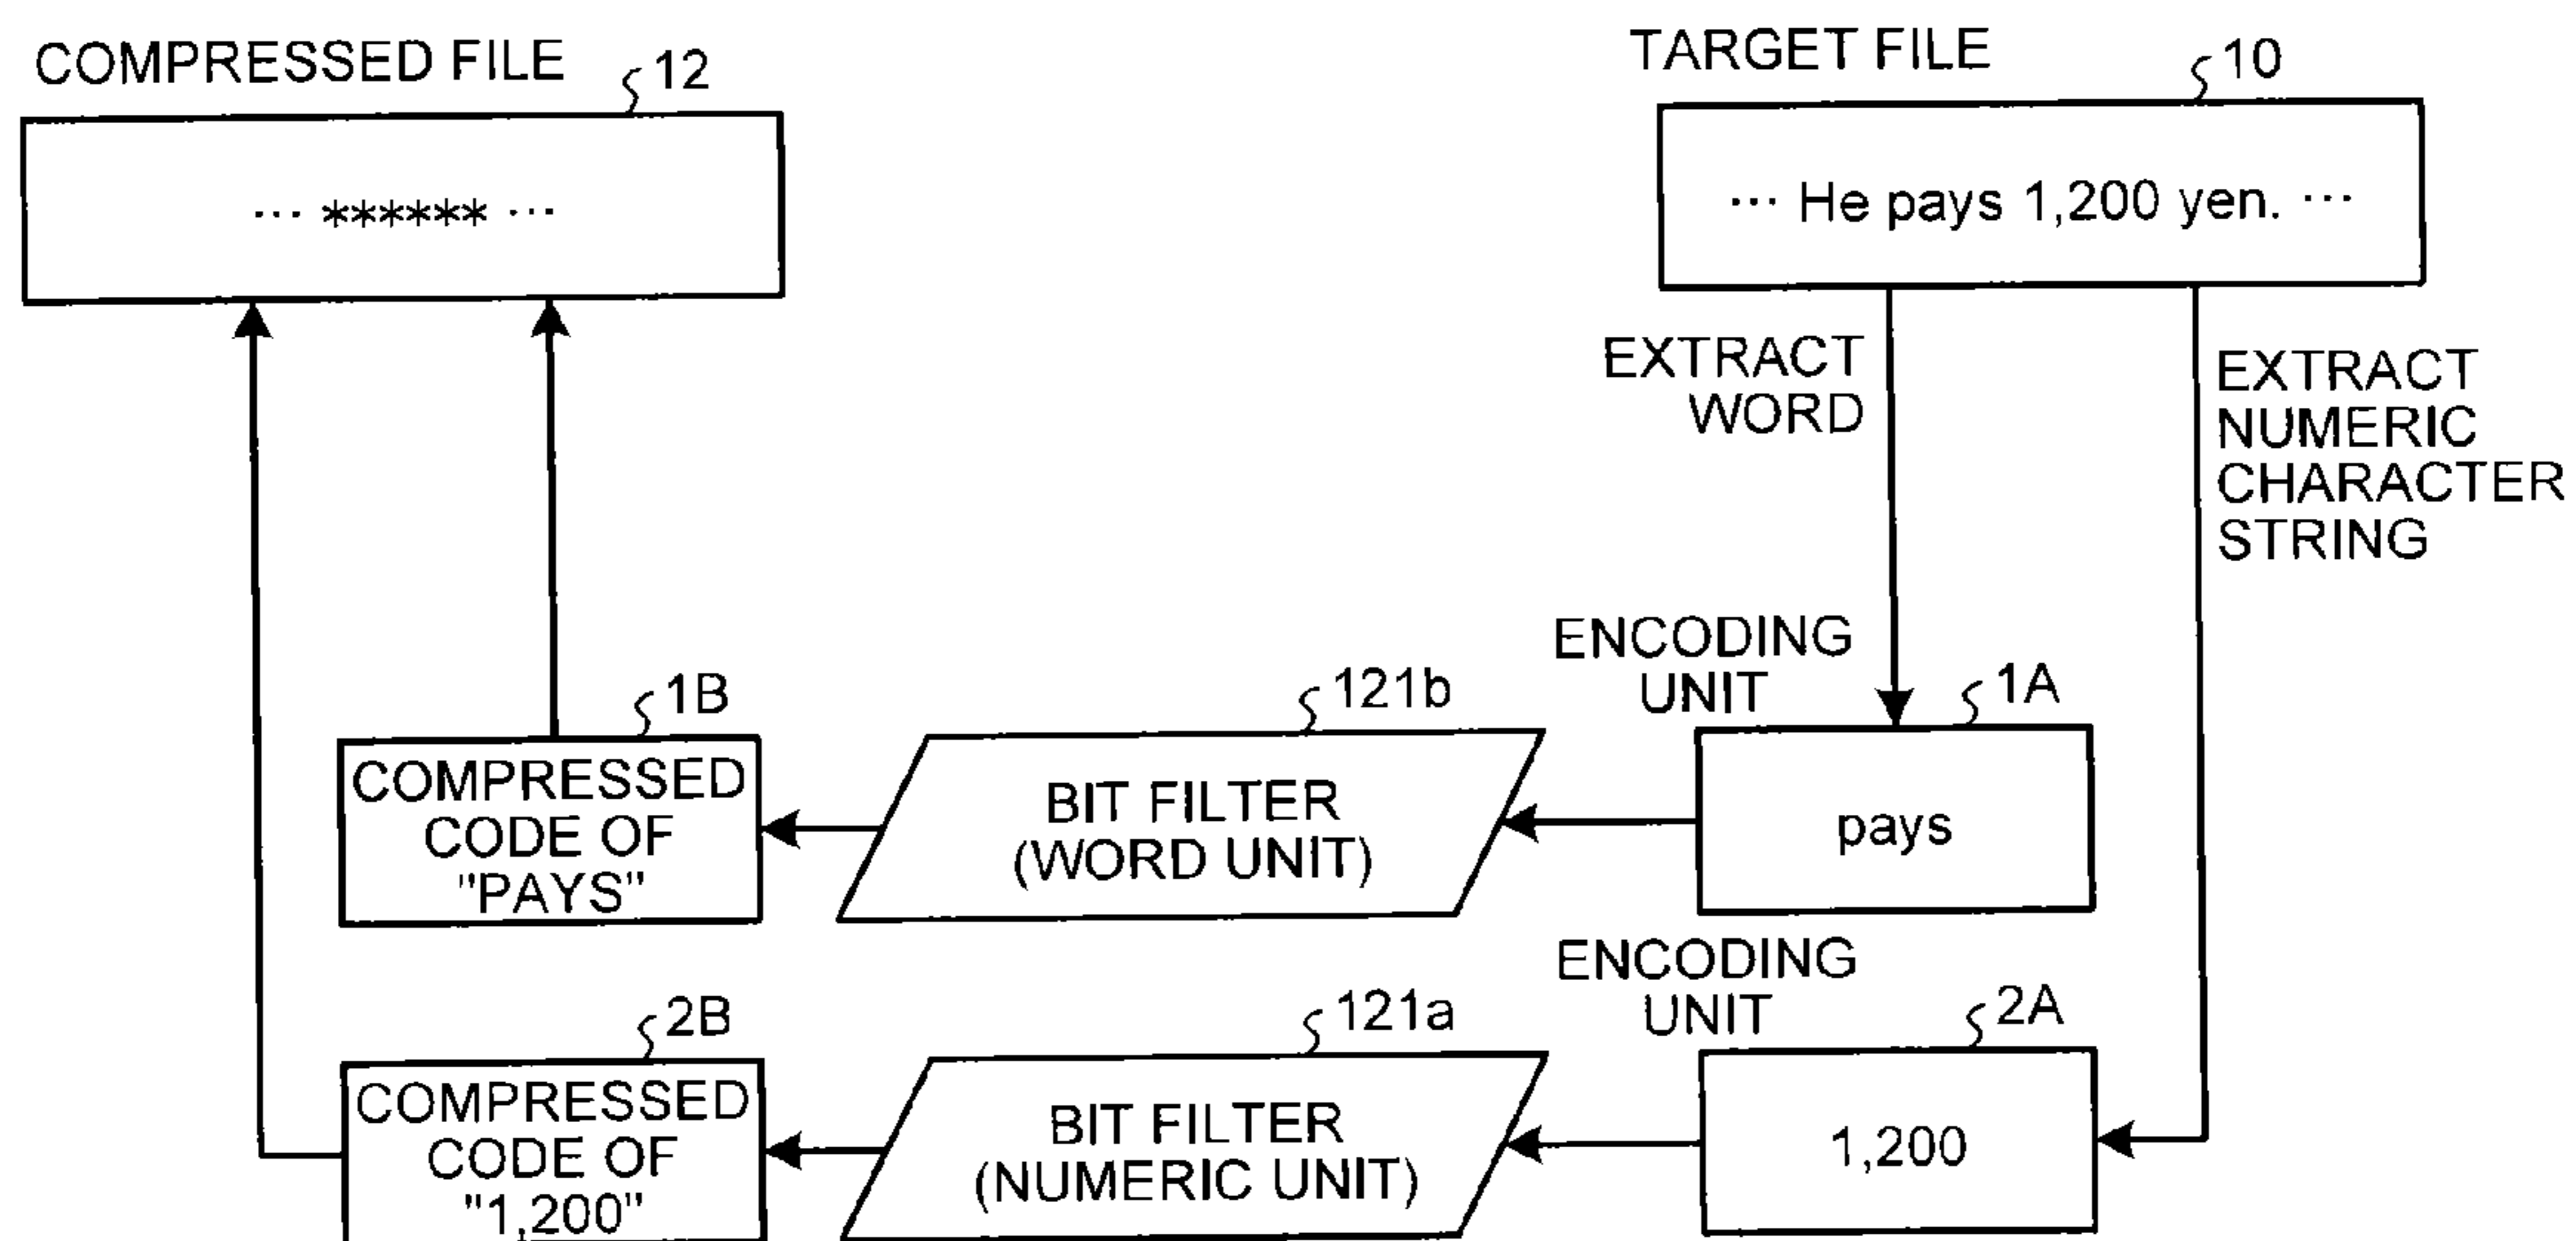 COMPRESSED FILE
12
··· ****** ···
TARGET FILE
10
··· He pays 1,200 yen. ···
EXTRACT
WORD
EXTRACT
NUMERIC
CHARACTER
STRING
1B
COMPRESSED
CODE OF
"PAYS"
121b
BIT FILTER
(WORD UNIT)
ENCODING
UNIT
1A
pays
2B
COMPRESSED
CODE OF
"1,200"
121a
BIT FILTER
(NUMERIC UNIT)
ENCODING
UNIT
2A
1,200